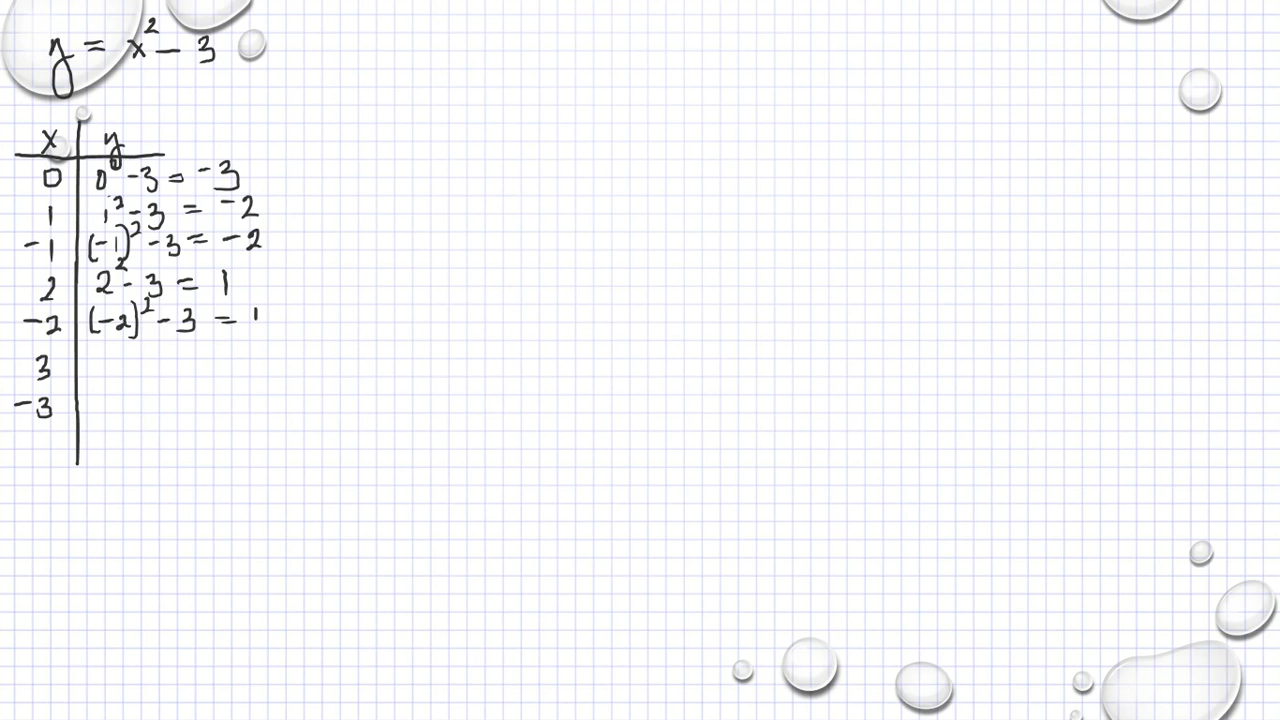 y = x² - 3
x y
0 0² - 3 = -3
1 1² - 3 = -2
-1 (-1)² - 3 = -2
2 2² - 3 = 1
-2 (-2)² - 3 = 1
3
-3